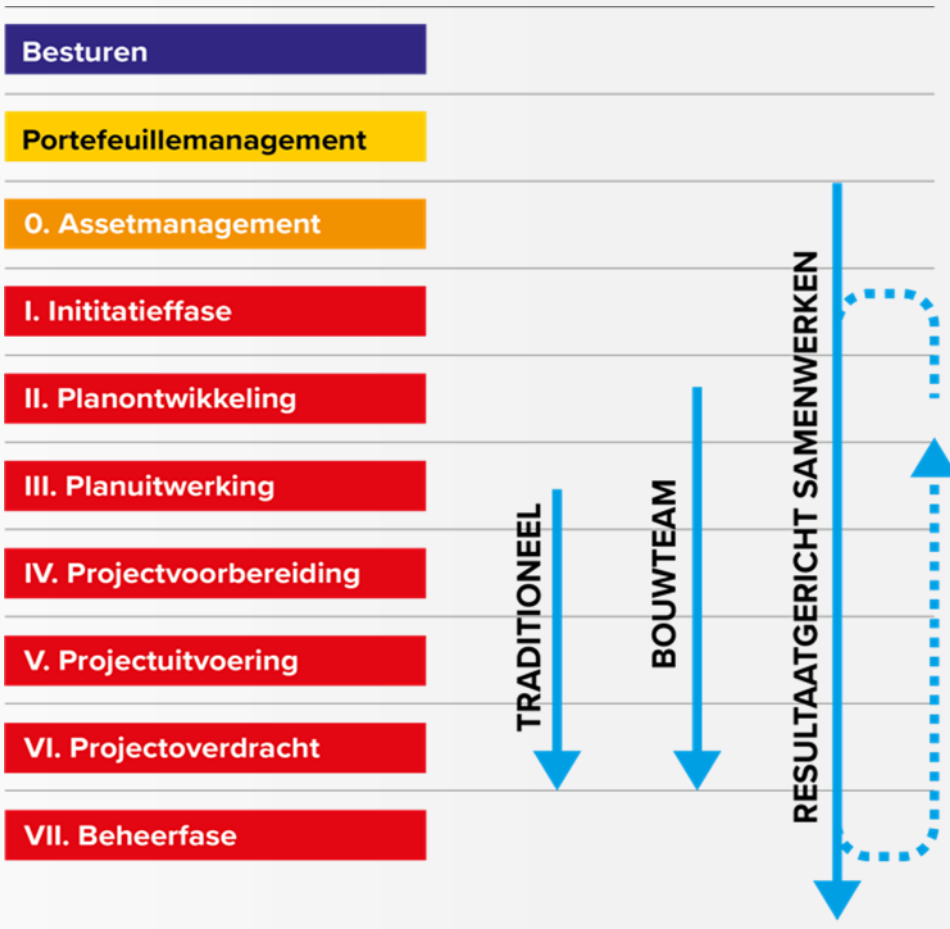 Besturen
Portefeuillemanagement
0. Assetmanagement
I. Inititatieffase
II. Planontwikkeling
III. Planuitwerking
IV. Projectvoorbereiding
V. Projectuitvoering
VI. Projectoverdracht
VII. Beheerfase
TRADITIONEEL
BOUWTEAM
RESULTAATGERICHT SAMENWERKEN